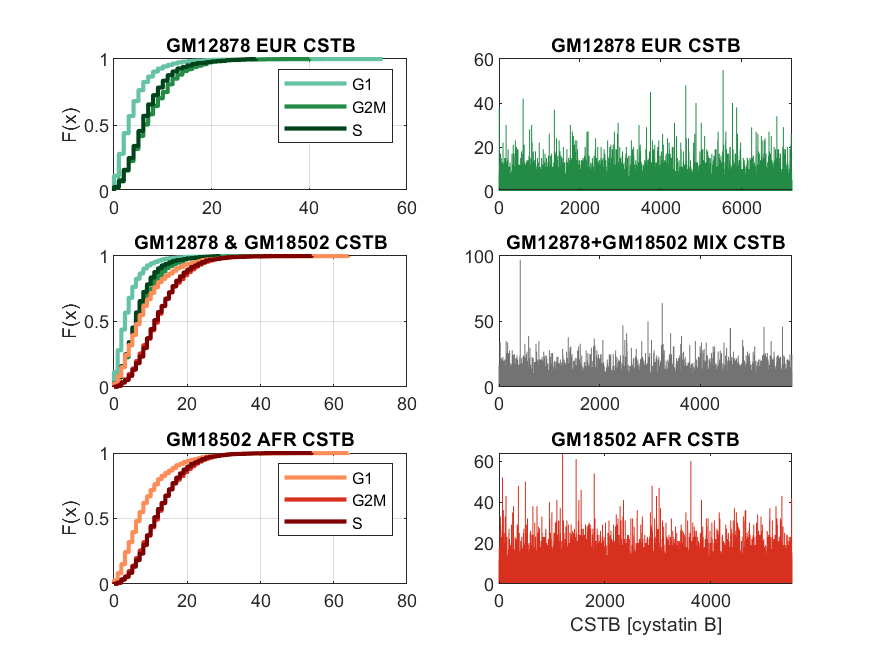 GM12878 EUR CSTB
1
0.5
0
F(x)
0 20 40 60
G1
G2M
S
GM12878 EUR CSTB
60
40
20
0
0 2000 4000 6000
GM12878 & GM18502 CSTB
1
0.5
0
F(x)
0 20 40 60 80
GM12878+GM18502 MIX CSTB
100
50
0
0 2000 4000
GM18502 AFR CSTB
1
0.5
0
F(x)
0 20 40 60 80
G1
G2M
S
GM18502 AFR CSTB
60
40
20
0
0 2000 4000
CSTB [cystatin B]